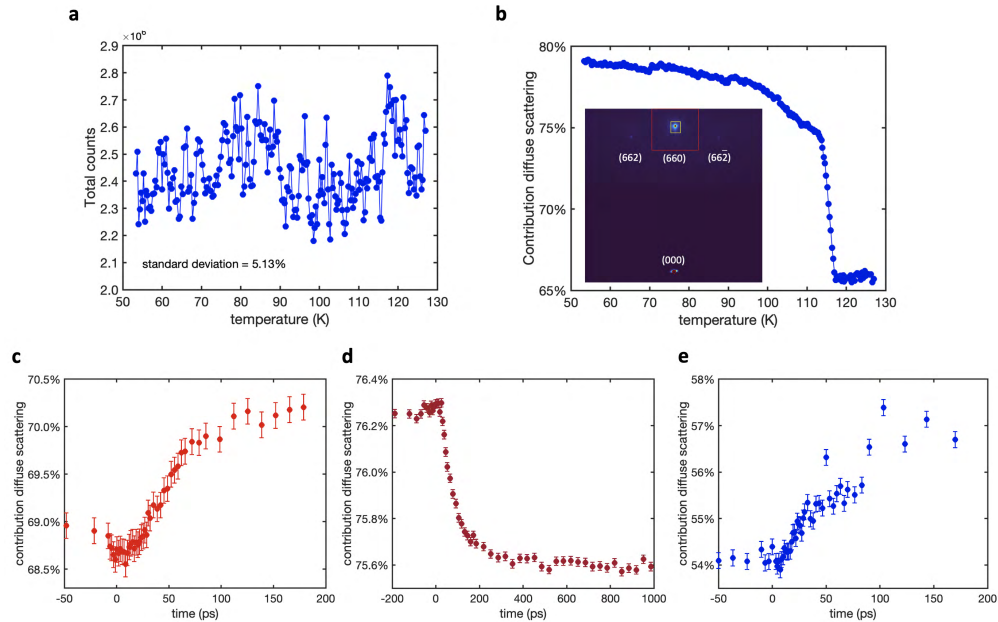 a
×10⁶
Total counts
2.9
2.8
2.7
2.6
2.5
2.4
2.3
2.2
2.1
2.0
standard deviation = 5.13%
50 60 70 80 90 100 110 120 130
temperature (K)
b
Contribution diffuse scattering
80%
75%
70%
65%
(662) (660) (662̄)
(000)
50 60 70 80 90 100 110 120 130
temperature (K)
c
contribution diffuse scattering
70.5%
70.0%
69.5%
69.0%
68.5%
-50 0 50 100 150 200
time (ps)
d
contribution diffuse scattering
76.4%
76.2%
76.0%
75.8%
75.6%
-200 0 200 400 600 800 1000
time (ps)
e
contribution diffuse scattering
58%
57%
56%
55%
54%
-50 0 50 100 150 200
time (ps)